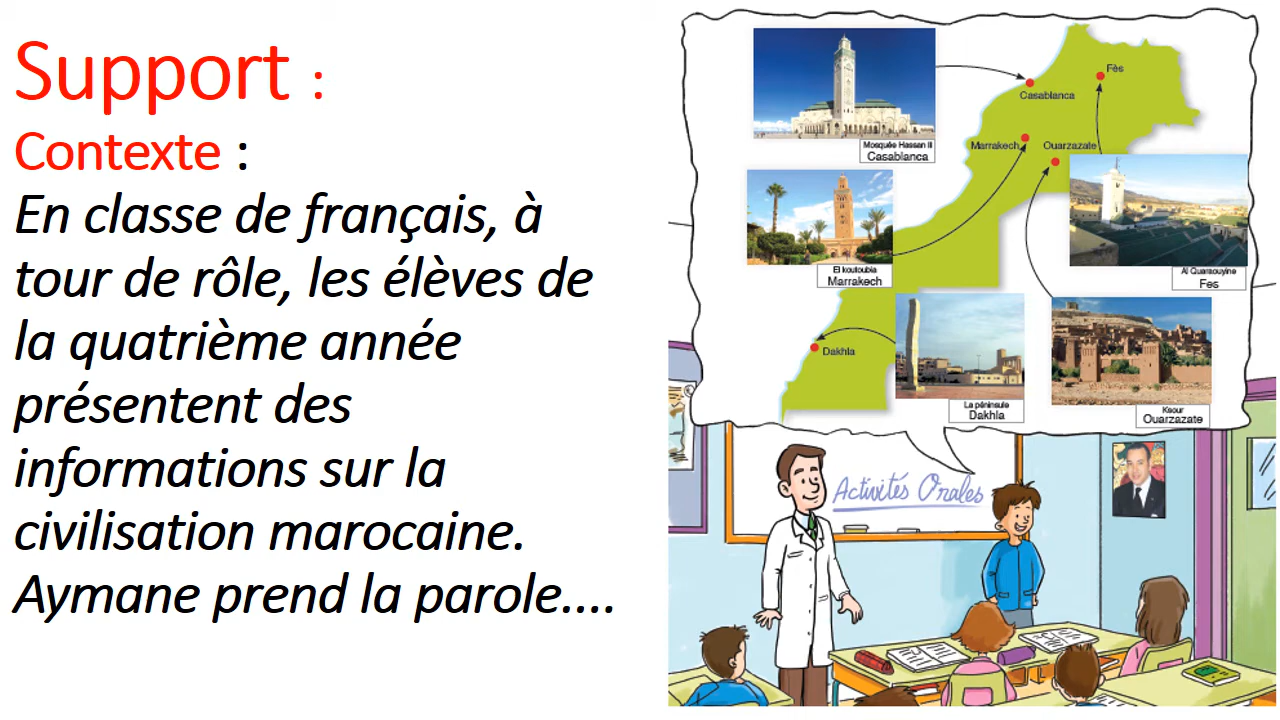 Support :
Contexte :
En classe de français, à
tour de rôle, les élèves de
la quatrième année
présentent des
informations sur la
civilisation marocaine.
Aymane prend la parole....
Fès
Casablanca
Mosquée Hassan II
Casablanca
Marrakech
Ouarzazate
El koutoubia
Marrakech
Al Quaraouyine
Fes
Dakhla
La péninsule
Dakhla
Ksour
Ouarzazate
Activités Orales